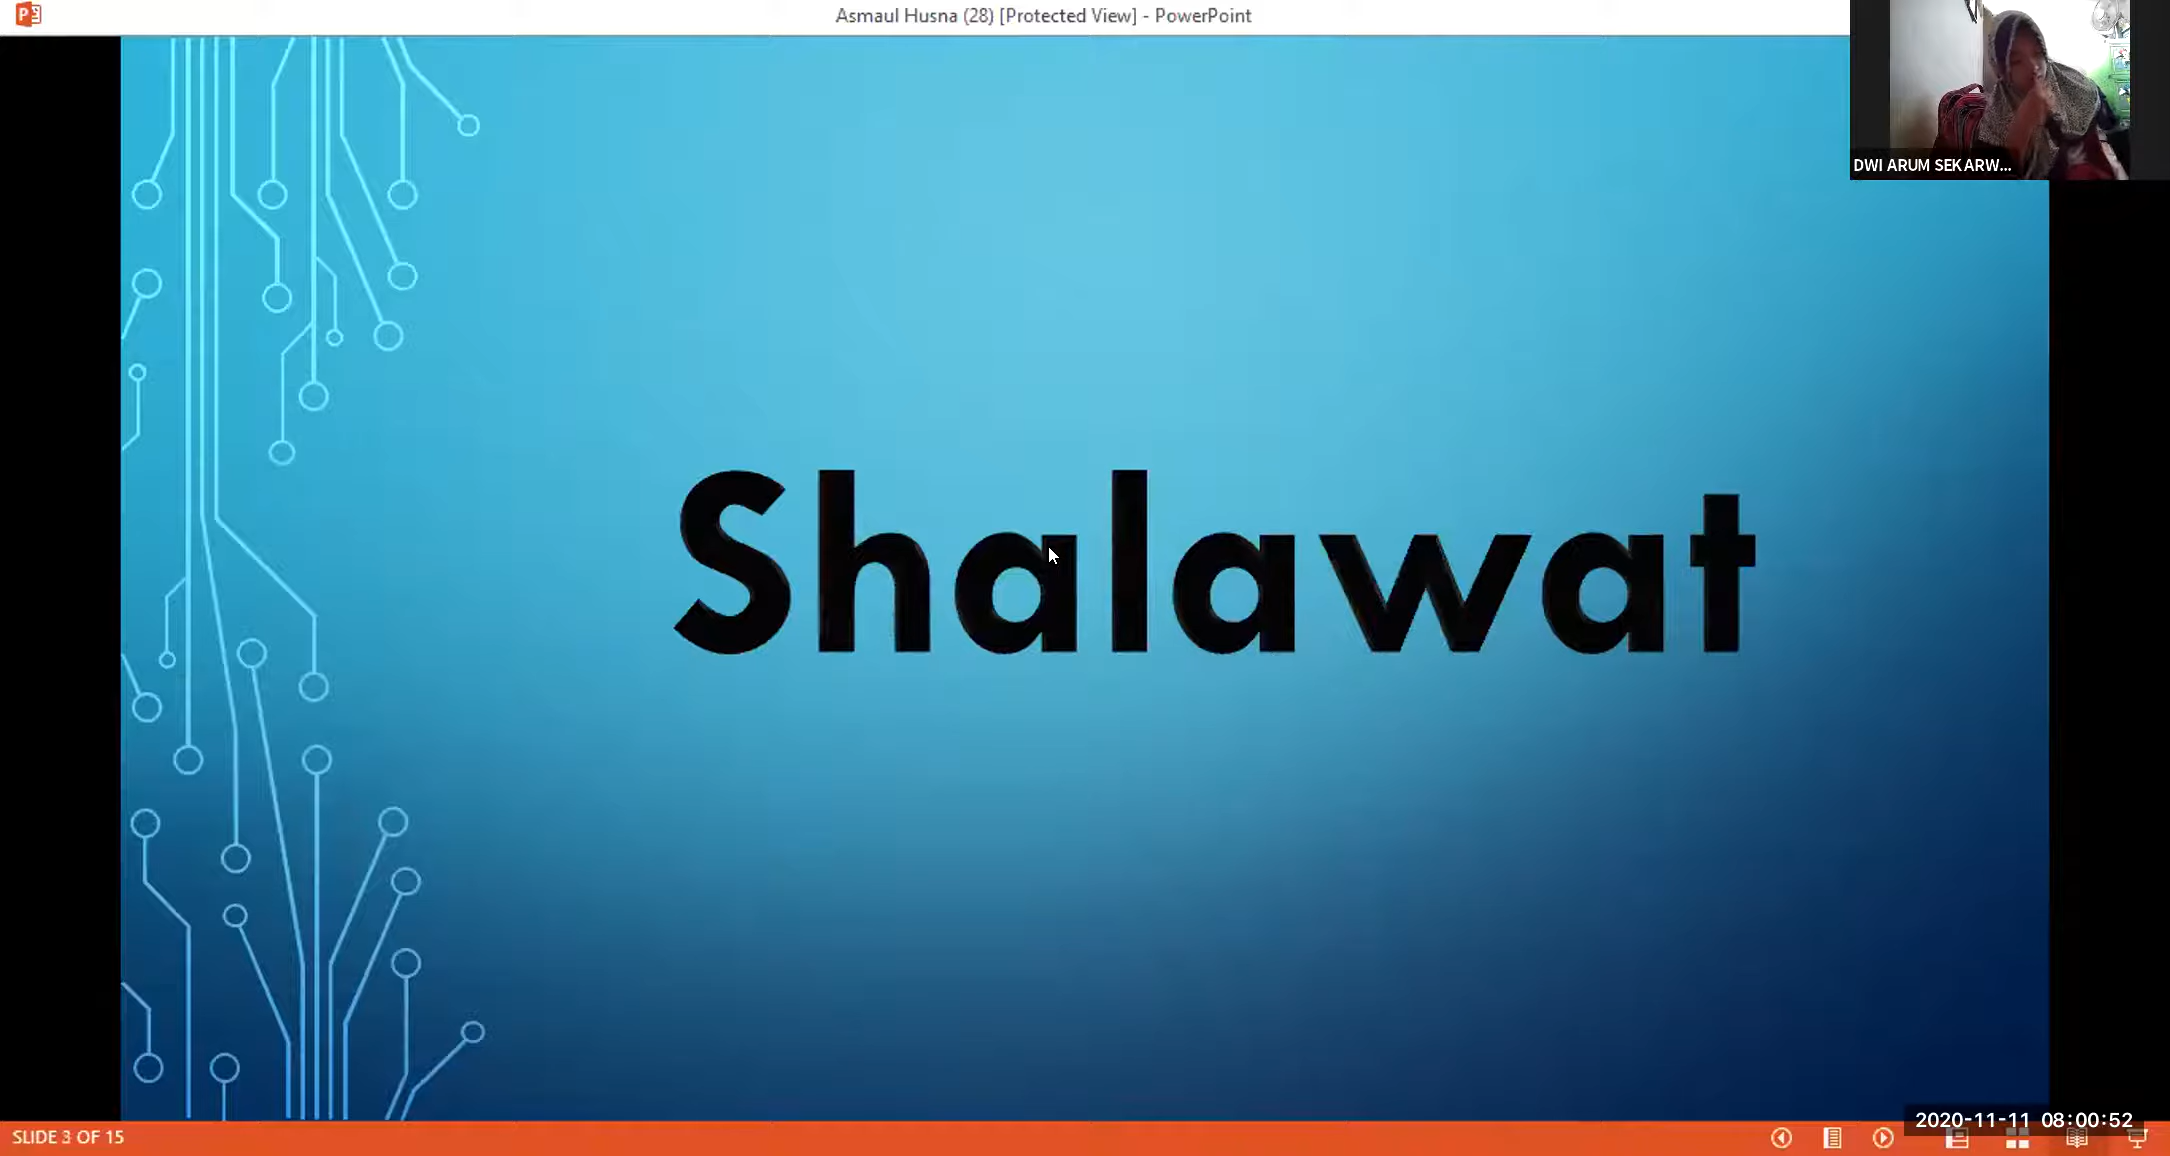 Asmaul Husna (28) [Protected View] - PowerPoint
DWI ARUM SEKARW...
Shalawat
2020-11-11 08:00:52
SLIDE 3 OF 15